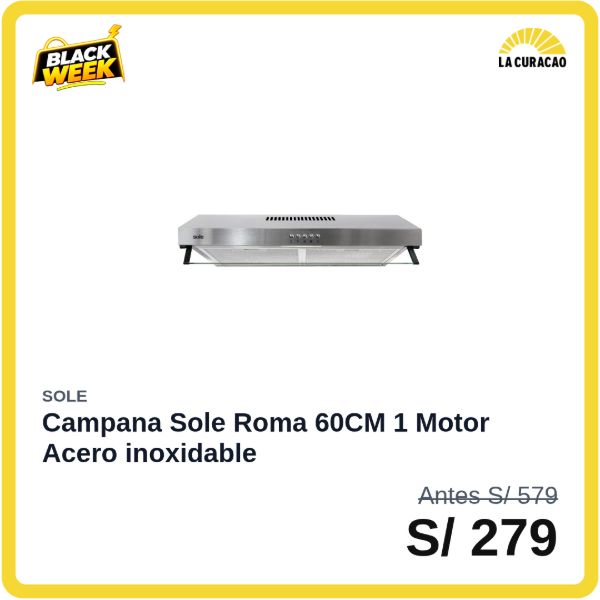 BLACK
WEEK
LA CURACAO
sole
SOLE
Campana Sole Roma 60CM 1 Motor
Acero inoxidable
Antes S/ 579
S/ 279